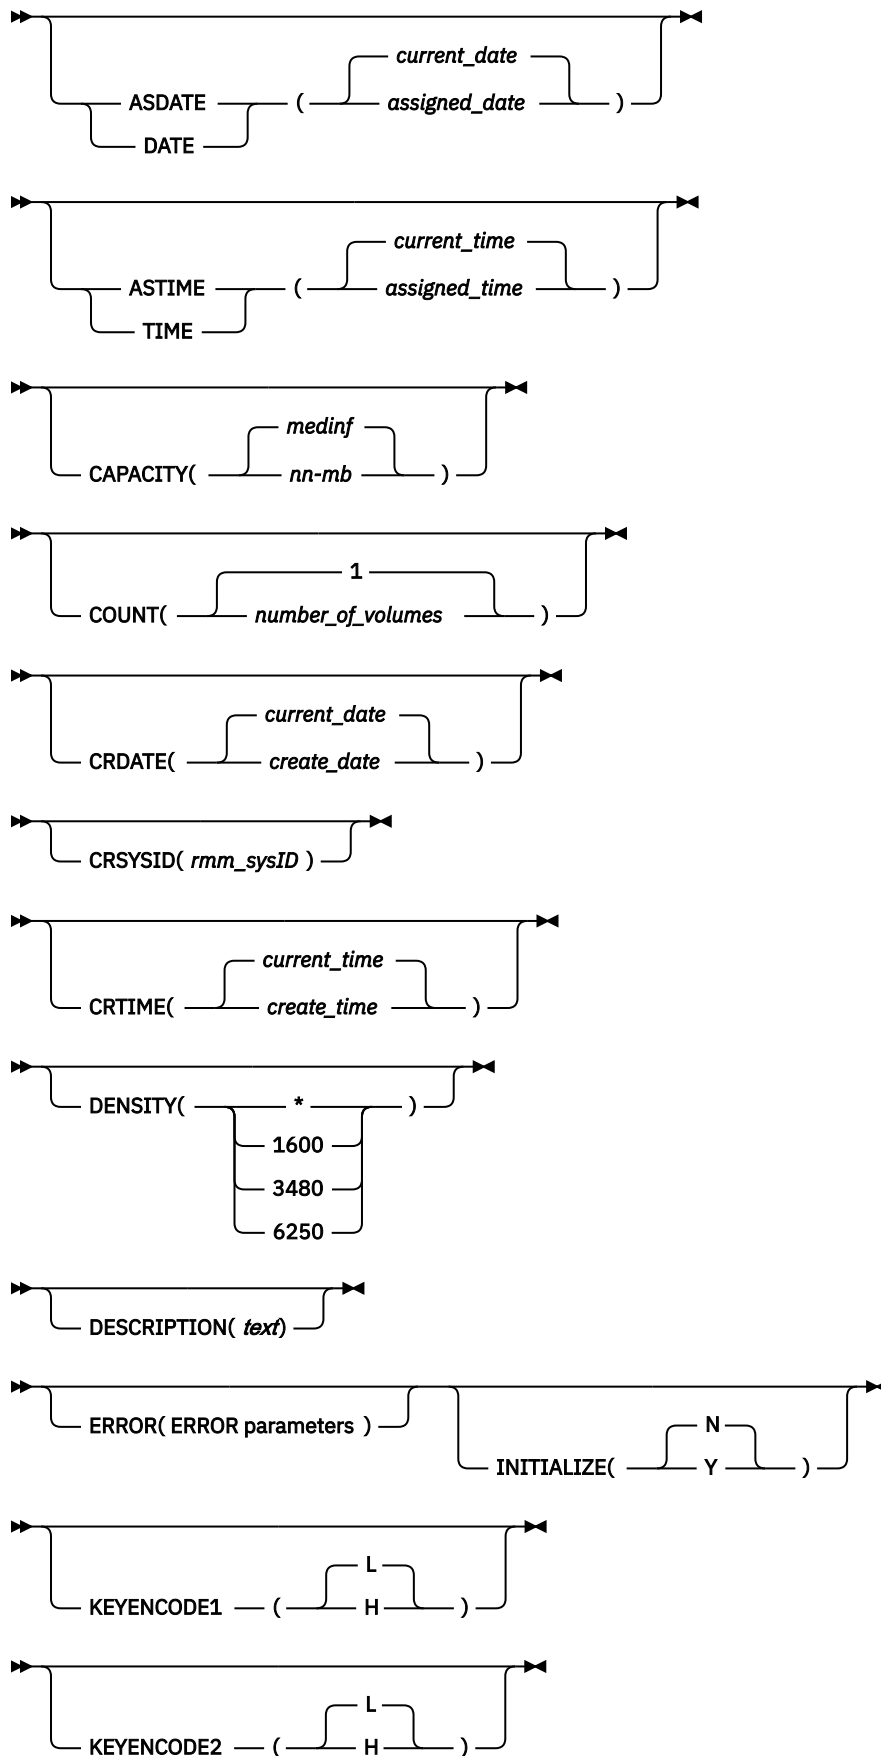 current_date
ASDATE ( assigned_date )
DATE
current_time
ASTIME ( assigned_time )
TIME
medinf
CAPACITY( nn-mb )
1
COUNT( number_of_volumes )
current_date
CRDATE( create_date )
CRSYSID( rmm_sysID )
current_time
CRTIME( create_time )
DENSITY( * )
1600
3480
6250
DESCRIPTION( text)
ERROR( ERROR parameters )
N
INITIALIZE( Y )
L
KEYENCODE1 ( H )
L
KEYENCODE2 ( H )